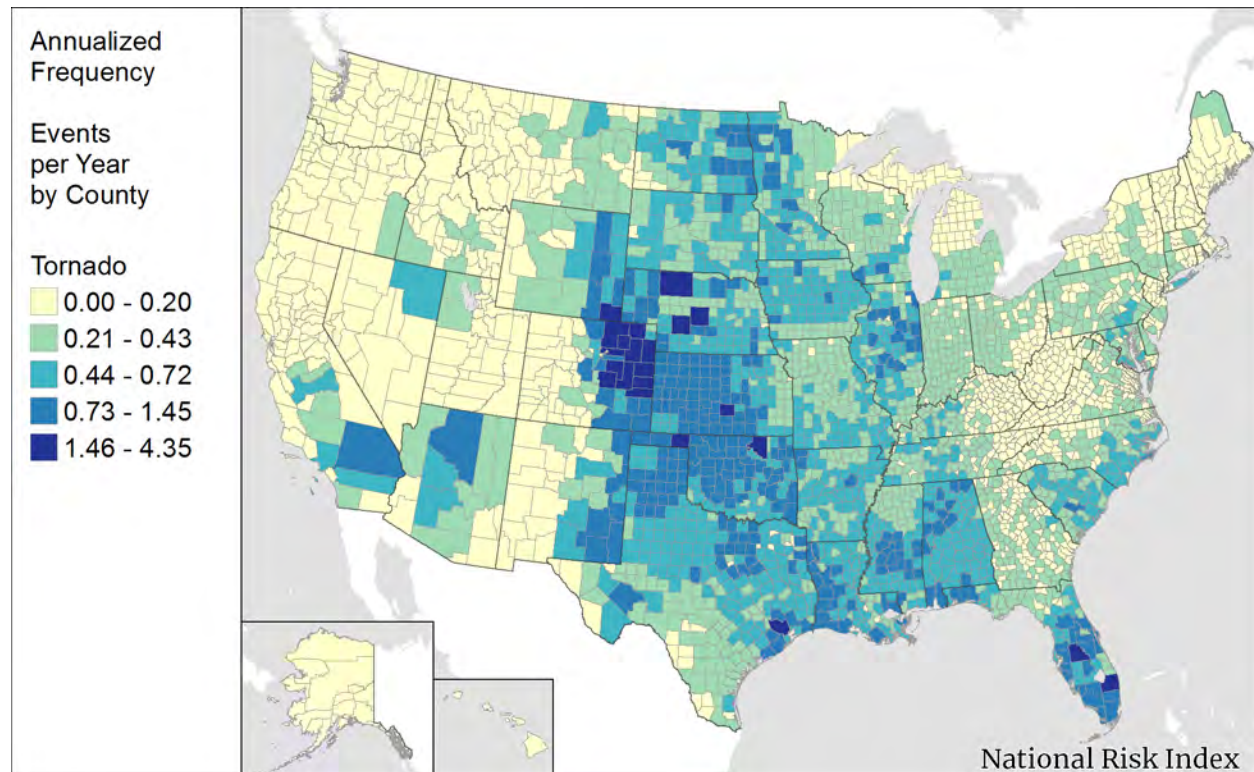 Annualized
Frequency
Events
per Year
by County
Tornado
0.00 - 0.20
0.21 - 0.43
0.44 - 0.72
0.73 - 1.45
1.46 - 4.35
National Risk Index